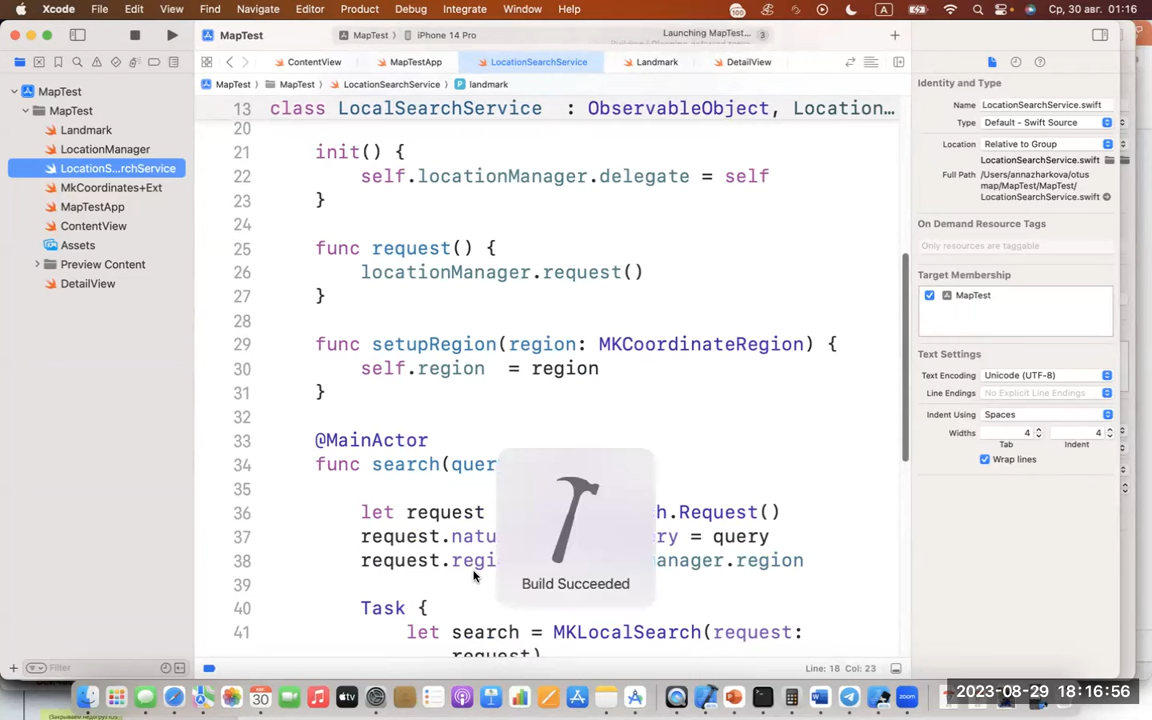 Xcode File Edit View Find Navigate Editor Product Debug Integrate Window Help
100 A Ср, 30 авг. 01:16
MapTest
MapTest iPhone 14 Pro
Launching MapTest... 3
ContentView MapTestApp LocationSearchService Landmark DetailView
MapTest MapTest LocationSearchService P landmark
MapTest
MapTest
Landmark
LocationManager
LocationS...rchService
MkCoordinates+Ext
MapTestApp
ContentView
Assets
Preview Content
DetailView
Filter
13 class LocalSearchService : ObservableObject, Location…
20
21 init() {
22 self.locationManager.delegate = self
23 }
24
25 func request() {
26 locationManager.request()
27 }
28
29 func setupRegion(region: MKCoordinateRegion) {
30 self.region = region
31 }
32
33 @MainActor
34 func search(quer
35
36 let request h.Request()
37 request.natu ry = query
38 request.regi anager.region
39
40 Task {
41 let search = MKLocalSearch(request:
request)
Build Succeeded
Line: 18 Col: 23
Identity and Type
Name LocationSearchService.swift
Type Default - Swift Source
Location Relative to Group
LocationSearchService.swift
Full Path /Users/annazharkova/otus
map/MapTest/MapTest/
LocationSearchService.swift
On Demand Resource Tags
Only resources are taggable
Target Membership
MapTest
Text Settings
Text Encoding Unicode (UTF-8)
Line Endings No Explicit Line Endings
Indent Using Spaces
Widths 4 4
Tab Indent
Wrap lines
30
tv
zoom
2023-08-29 18:16:56